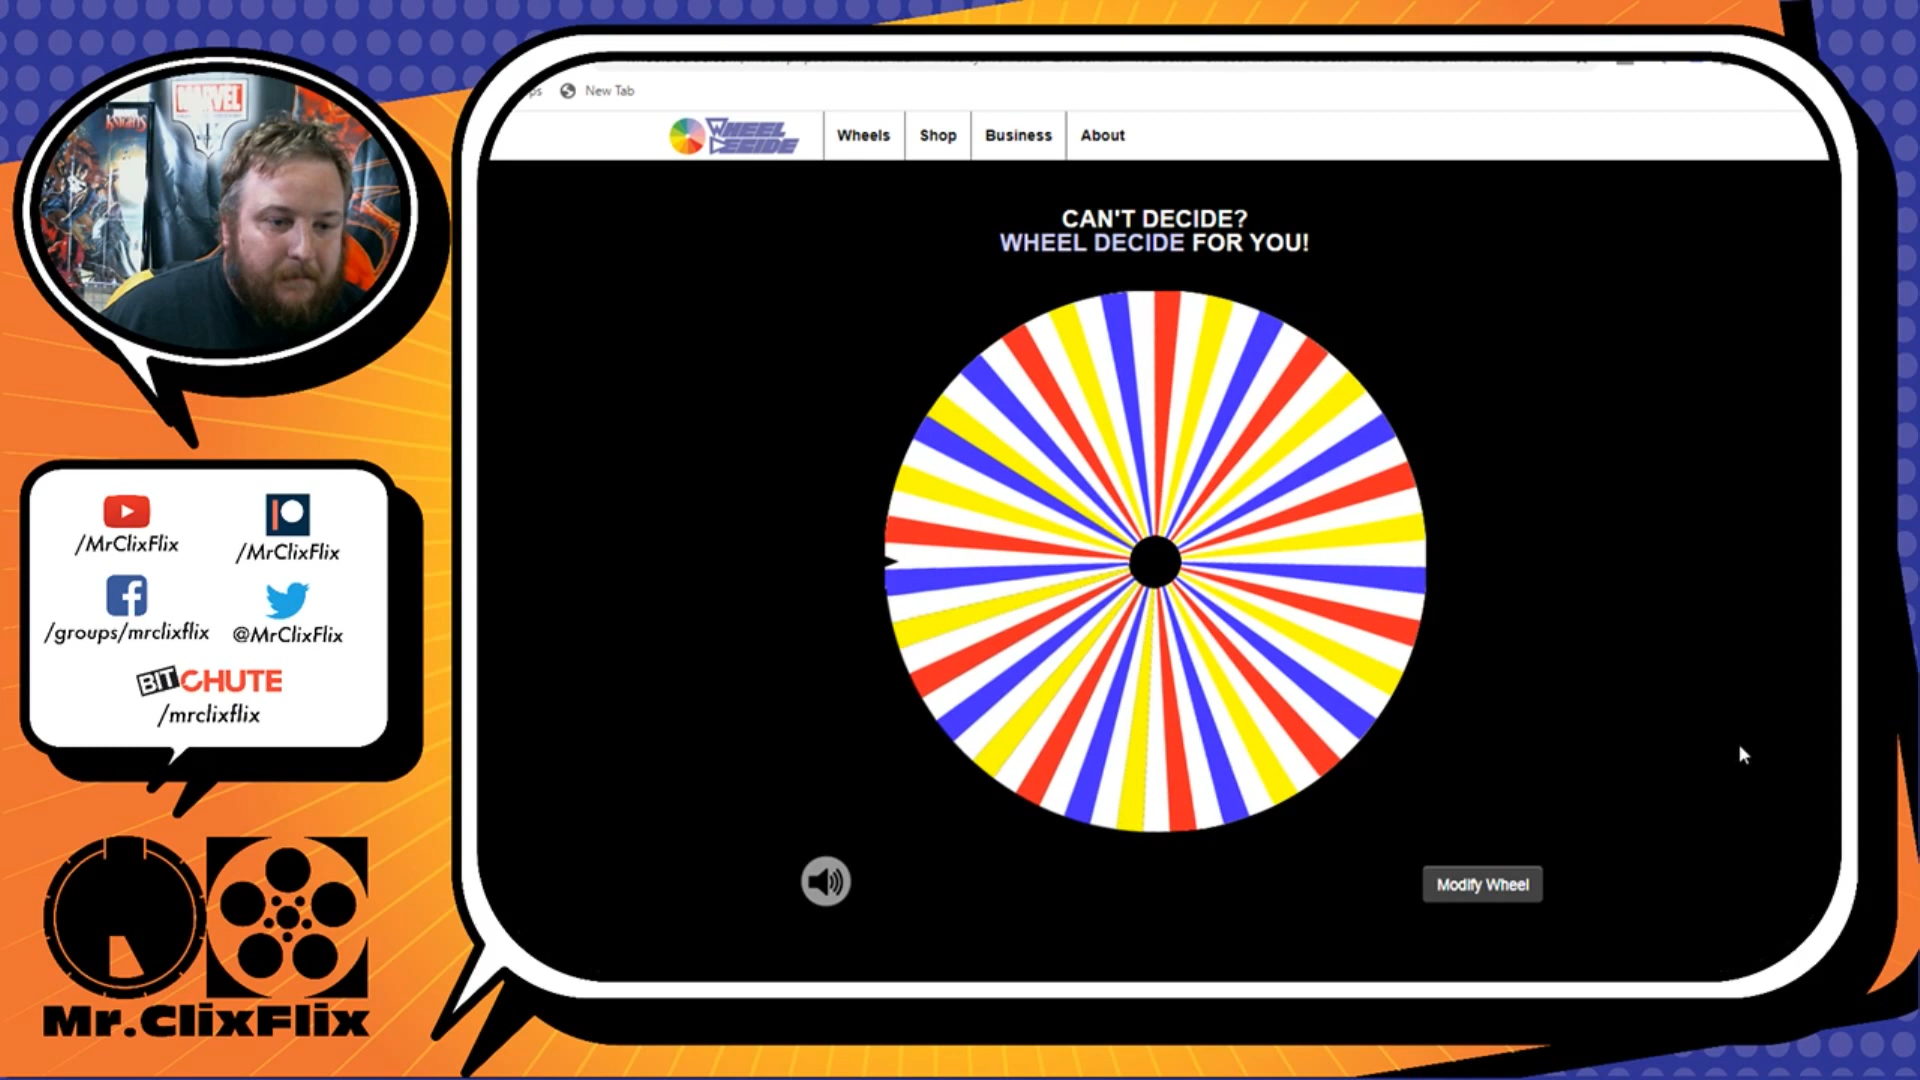 MARVEL
KNIGHTS
New Tab
WHEEL
DECIDE
Wheels
Shop
Business
About
CAN'T DECIDE?
WHEEL DECIDE FOR YOU!
/MrClixFlix
/MrClixFlix
/groups/mrclixflix
@MrClixFlix
BITCHUTE
/mrclixflix
Modify Wheel
Mr.ClixFlix